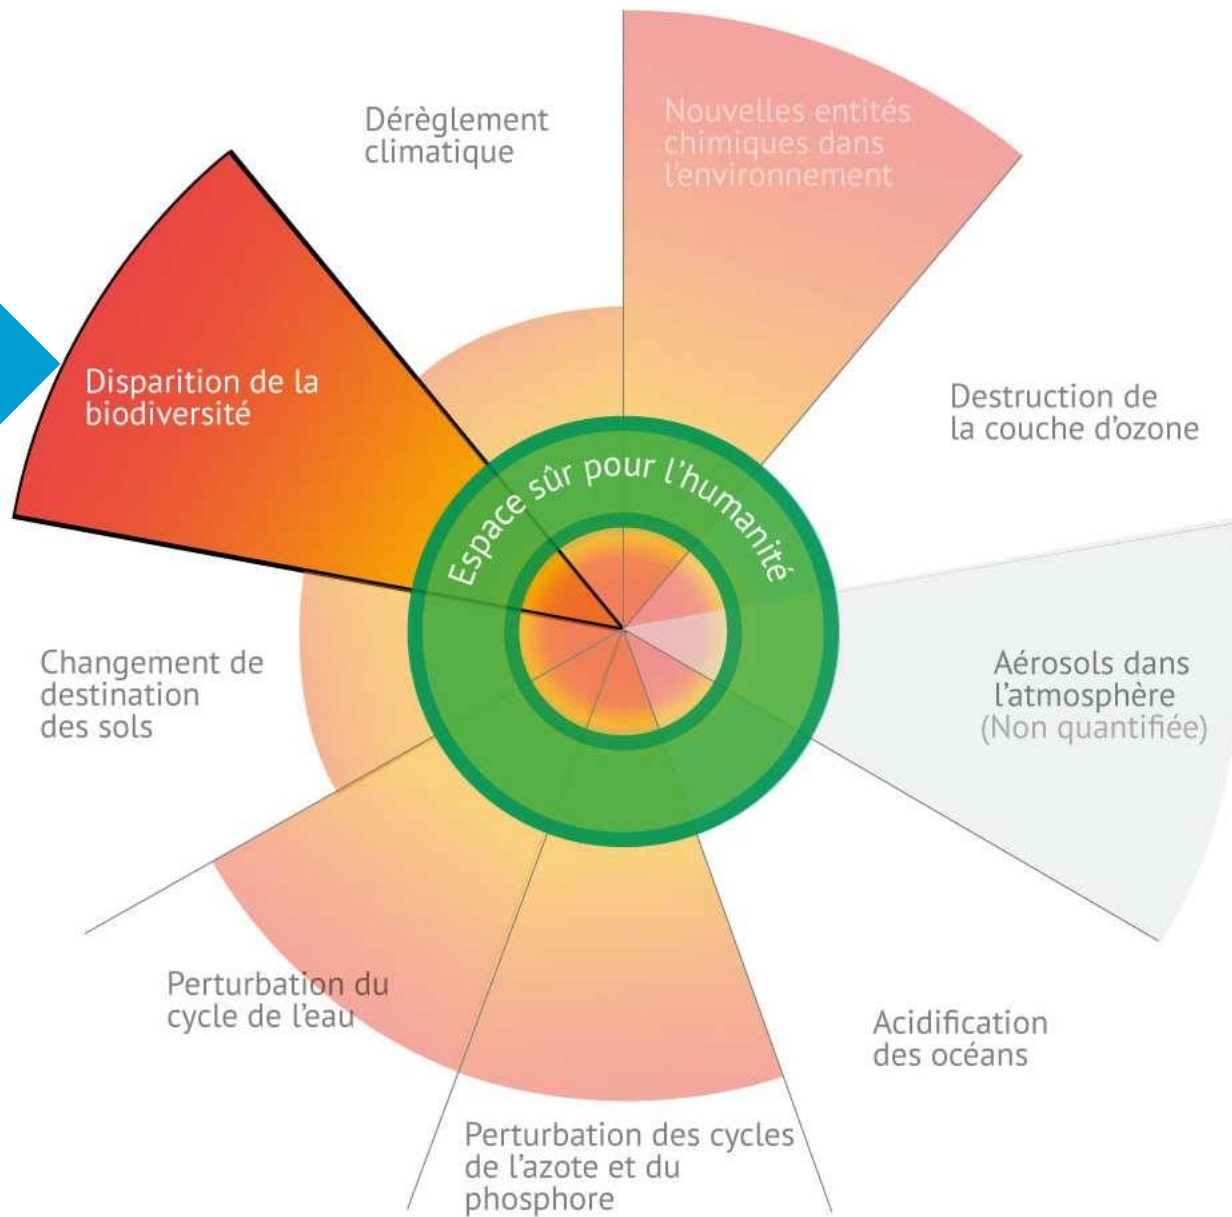 Dérèglement
climatique
Nouvelles entités
chimiques dans
l'environnement
Disparition de la
biodiversité
Destruction de
la couche d'ozone
Espace sûr pour l'humanité
Changement de
destination
des sols
Aérosols dans
l'atmosphère
(Non quantifiée)
Perturbation du
cycle de l'eau
Acidification
des océans
Perturbation des cycles
de l'azote et du
phosphore